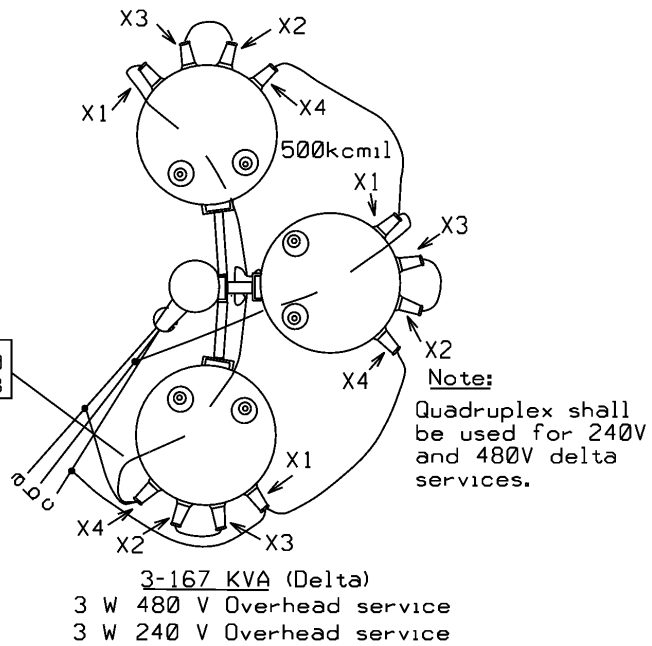 X3
X2
X1
X4
500kcmil
X1
X3
X2
X4
Note:
Quadruplex shall
be used for 240V
and 480V delta
services.
a
b
c
X1
X4
X2
X3
3-167 KVA (Delta)
3 W 480 V Overhead service
3 W 240 V Overhead service